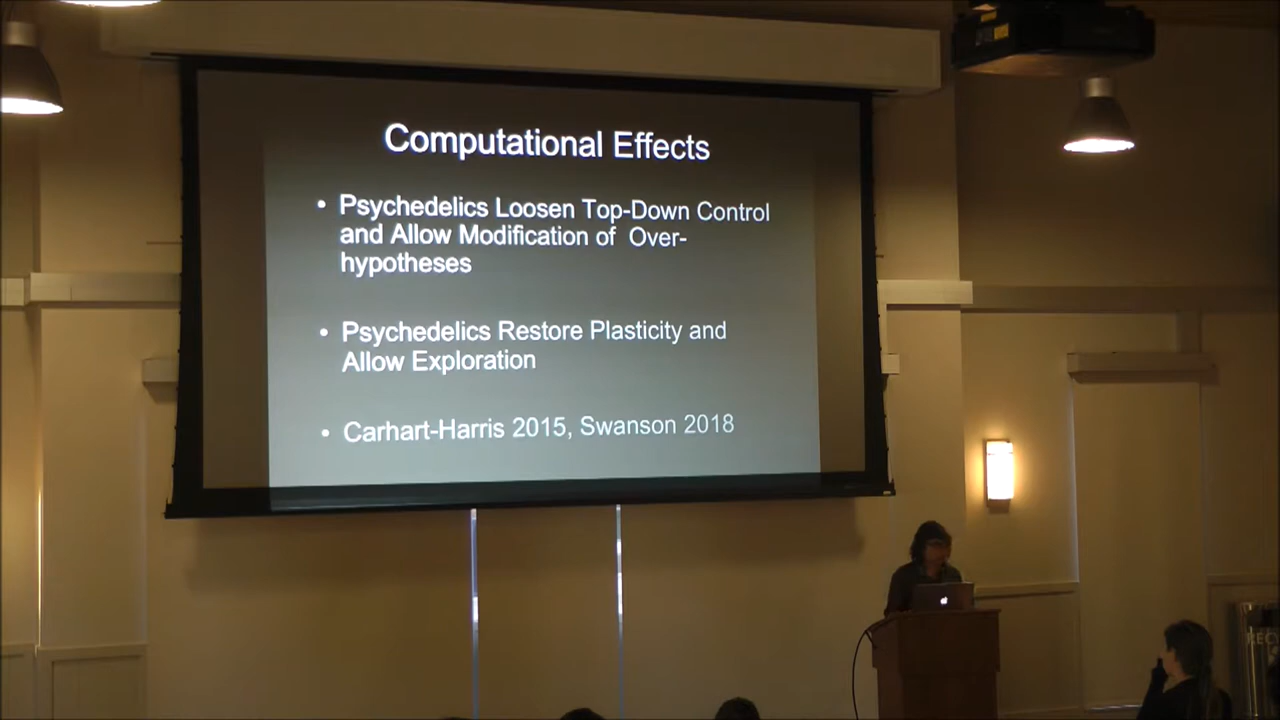 Computational Effects
• Psychedelics Loosen Top-Down Control
and Allow Modification of Over-
hypotheses
• Psychedelics Restore Plasticity and
Allow Exploration
• Carhart-Harris 2015, Swanson 2018
REC